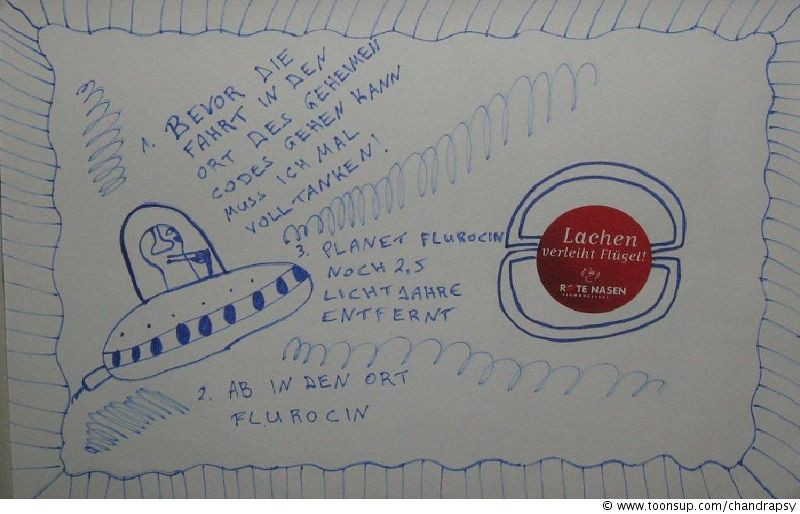 1. BEVOR DIE
FAHRT IN DEN
ORT DES GEHEIMEN
CODES GEHEN KANN
MUSS ICH MAL
VOLLTANKEN!
3. PLANET FLUROCIN
NOCH 2,5
LICHTJAHRE
ENTFERNT
2. AB IN DEN ORT
FLUROCIN
Lachen
verleiht Flügel!
ROTE NASEN
© www.toonsup.com/chandrapsy